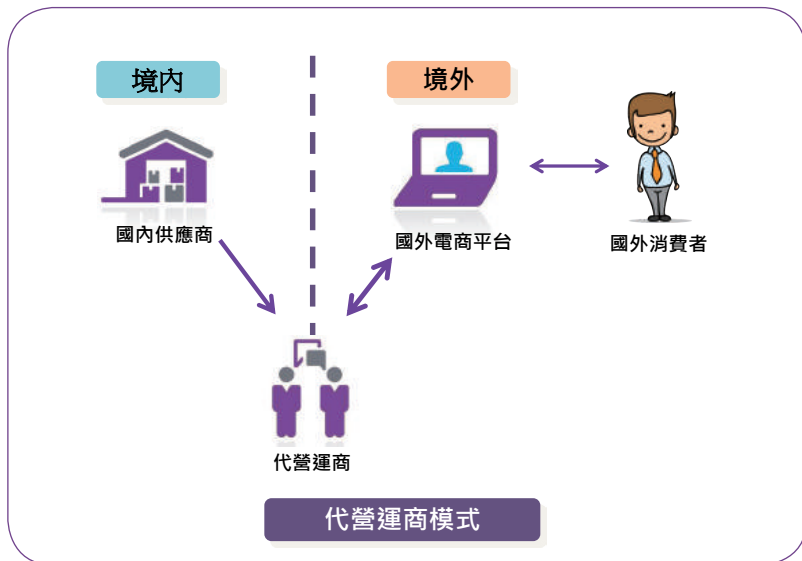 境內
境外
國內供應商
國外電商平台
國外消費者
代營運商
代營運商模式